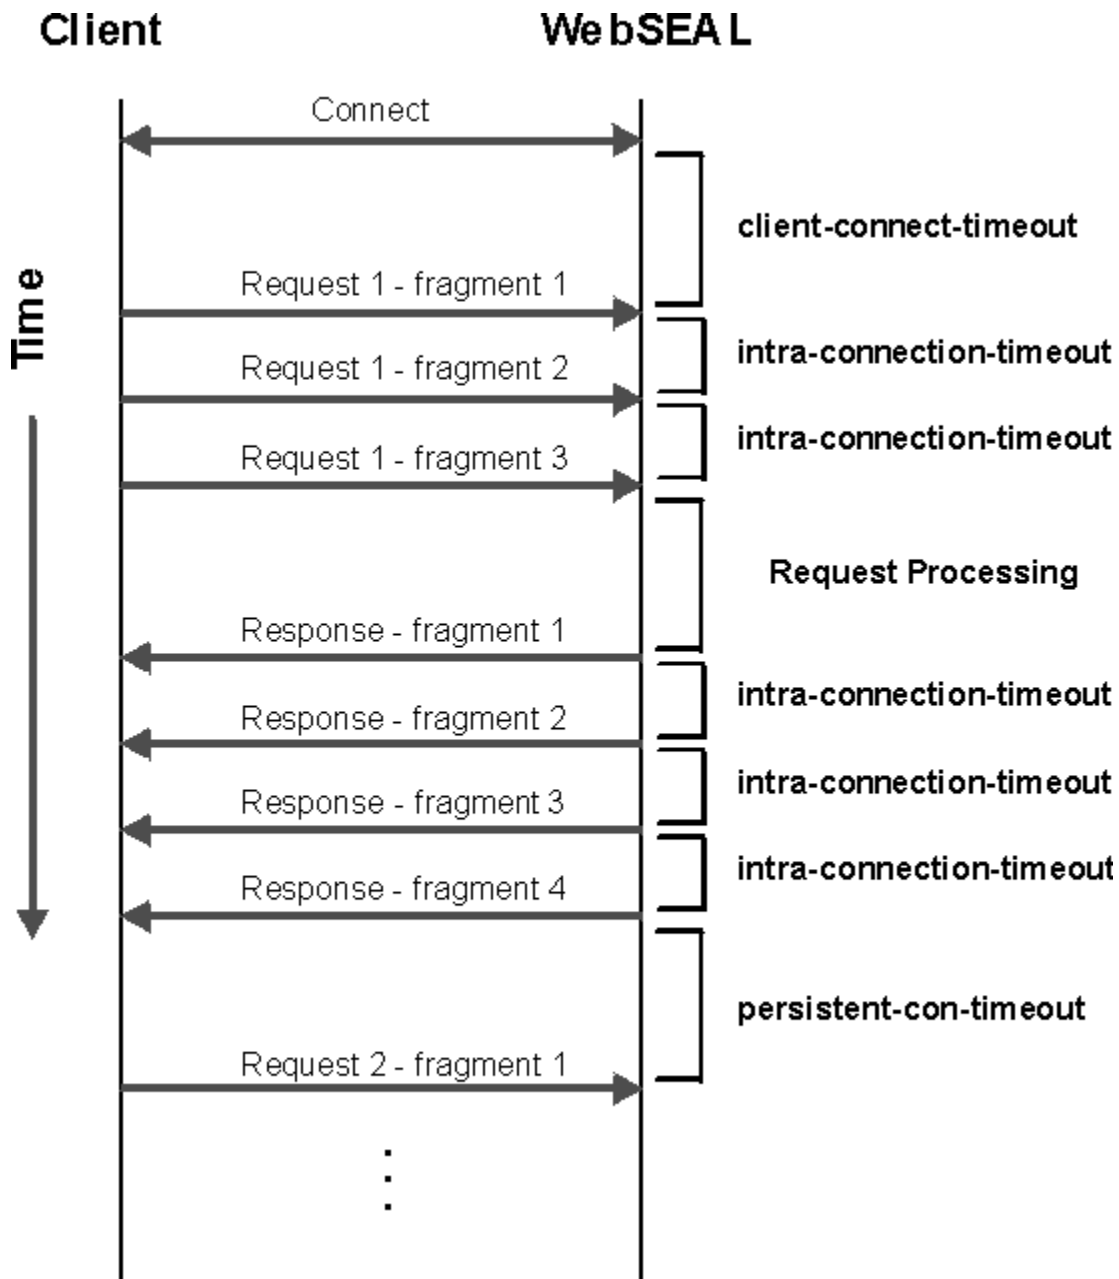 Client
WebSEAL
Connect
client-connect-timeout
Time
Request 1 - fragment 1
intra-connection-timeout
Request 1 - fragment 2
intra-connection-timeout
Request 1 - fragment 3
Request Processing
Response - fragment 1
intra-connection-timeout
Response - fragment 2
intra-connection-timeout
Response - fragment 3
intra-connection-timeout
Response - fragment 4
persistent-con-timeout
Request 2 - fragment 1